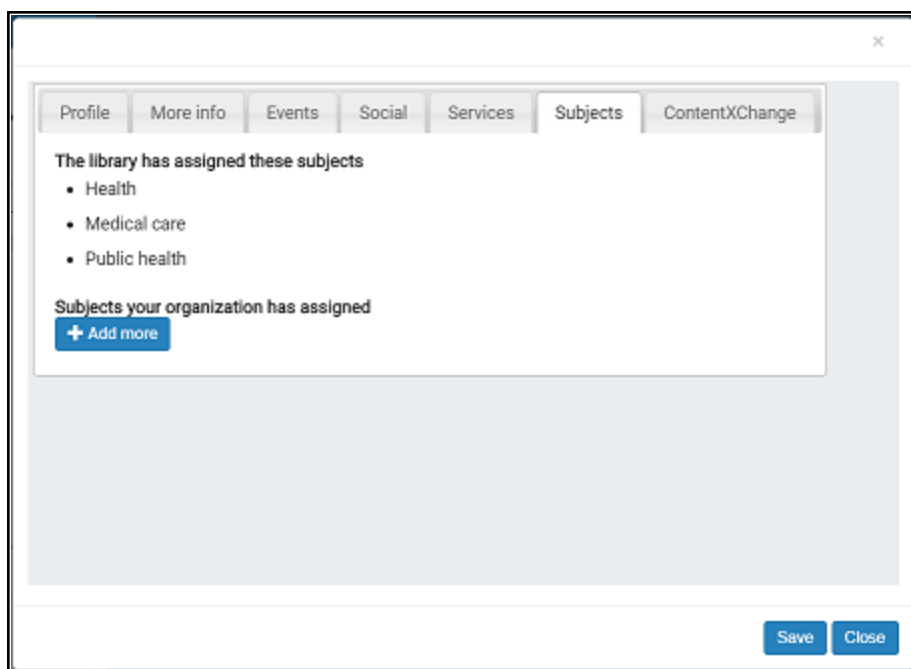 ×
Profile More info Events Social Services Subjects ContentXChange
The library has assigned these subjects
• Health
• Medical care
• Public health
Subjects your organization has assigned
+ Add more
Save Close